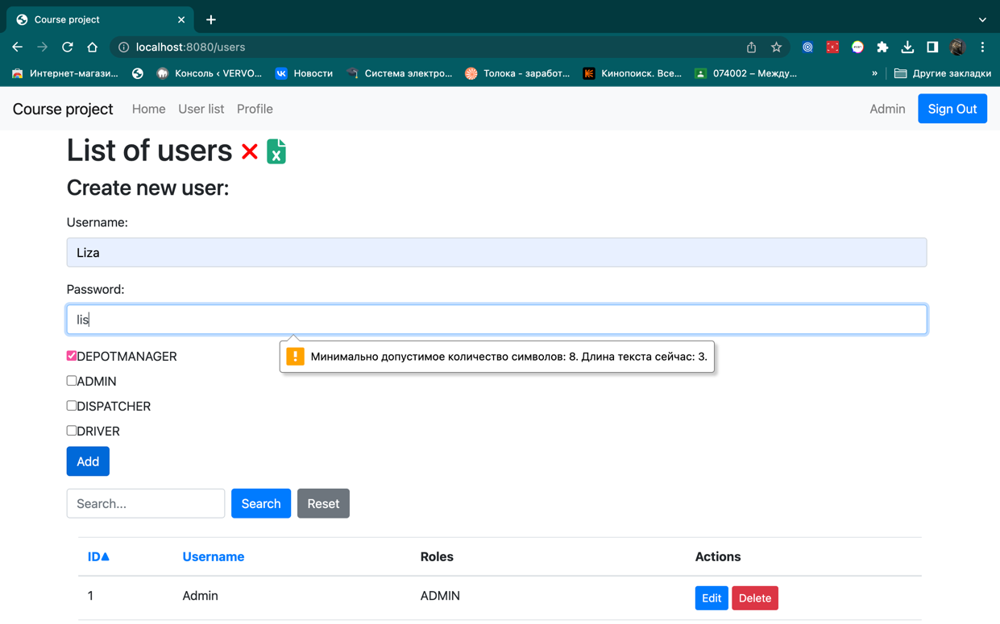 Course project
localhost:8080/users
Интернет-магази...
Консоль ‹ VERVO...
Новости
Система электро...
Толока - заработ...
Кинопоиск. Все...
074002 – Между...
»
Другие закладки
Course project Home User list Profile Admin Sign Out
List of users
Create new user:
Username:
Liza
Password:
lis
Минимально допустимое количество символов: 8. Длина текста сейчас: 3.
DEPOTMANAGER
ADMIN
DISPATCHER
DRIVER
Add
Search... Search Reset
ID▲ Username Roles Actions
1 Admin ADMIN Edit Delete